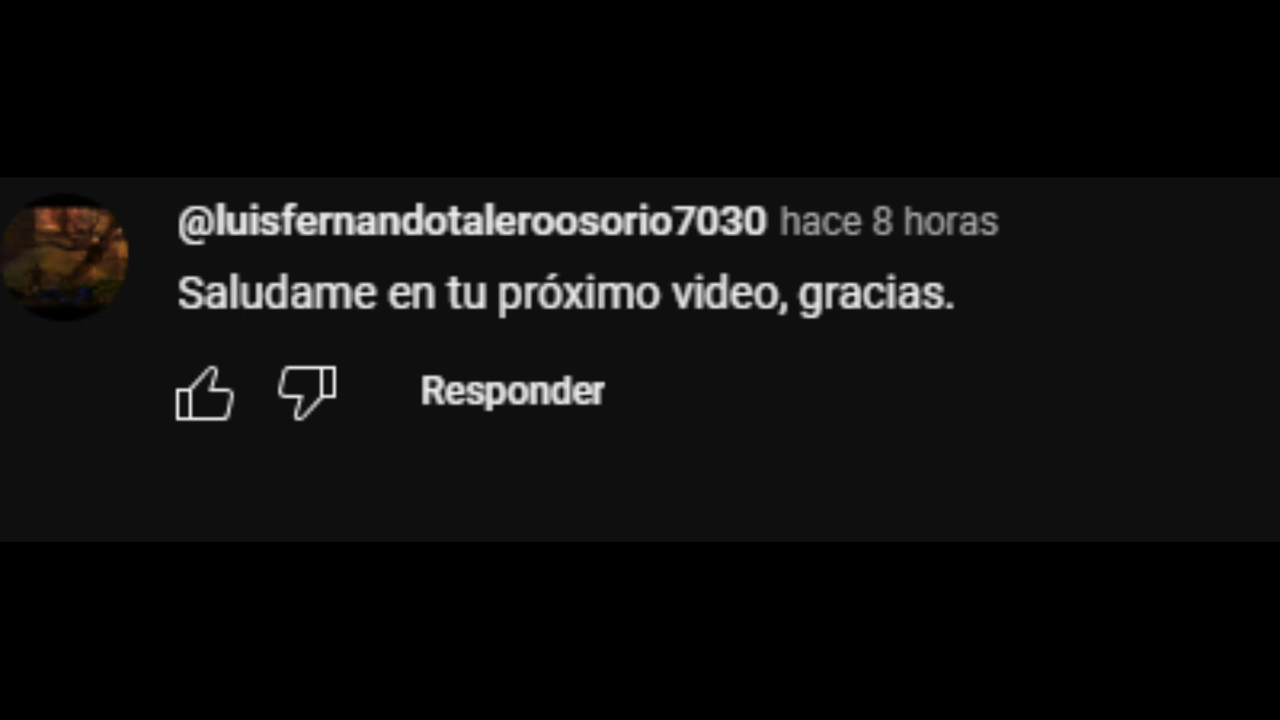 @luisfernandotaleroosorio7030 hace 8 horas
Saludame en tu próximo video, gracias.
Responder